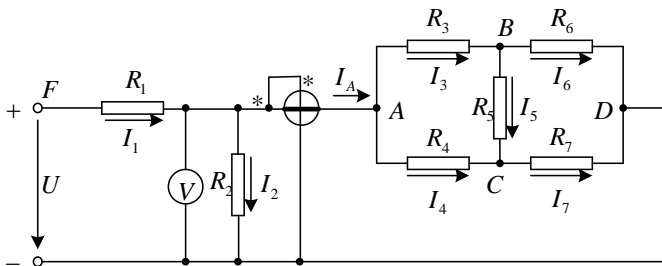 R3 B R6
I3 I6
F R1 * * IA
+ A R5 I5 D
I1 R4 R7
U V R2 I2
I4 C I7
−